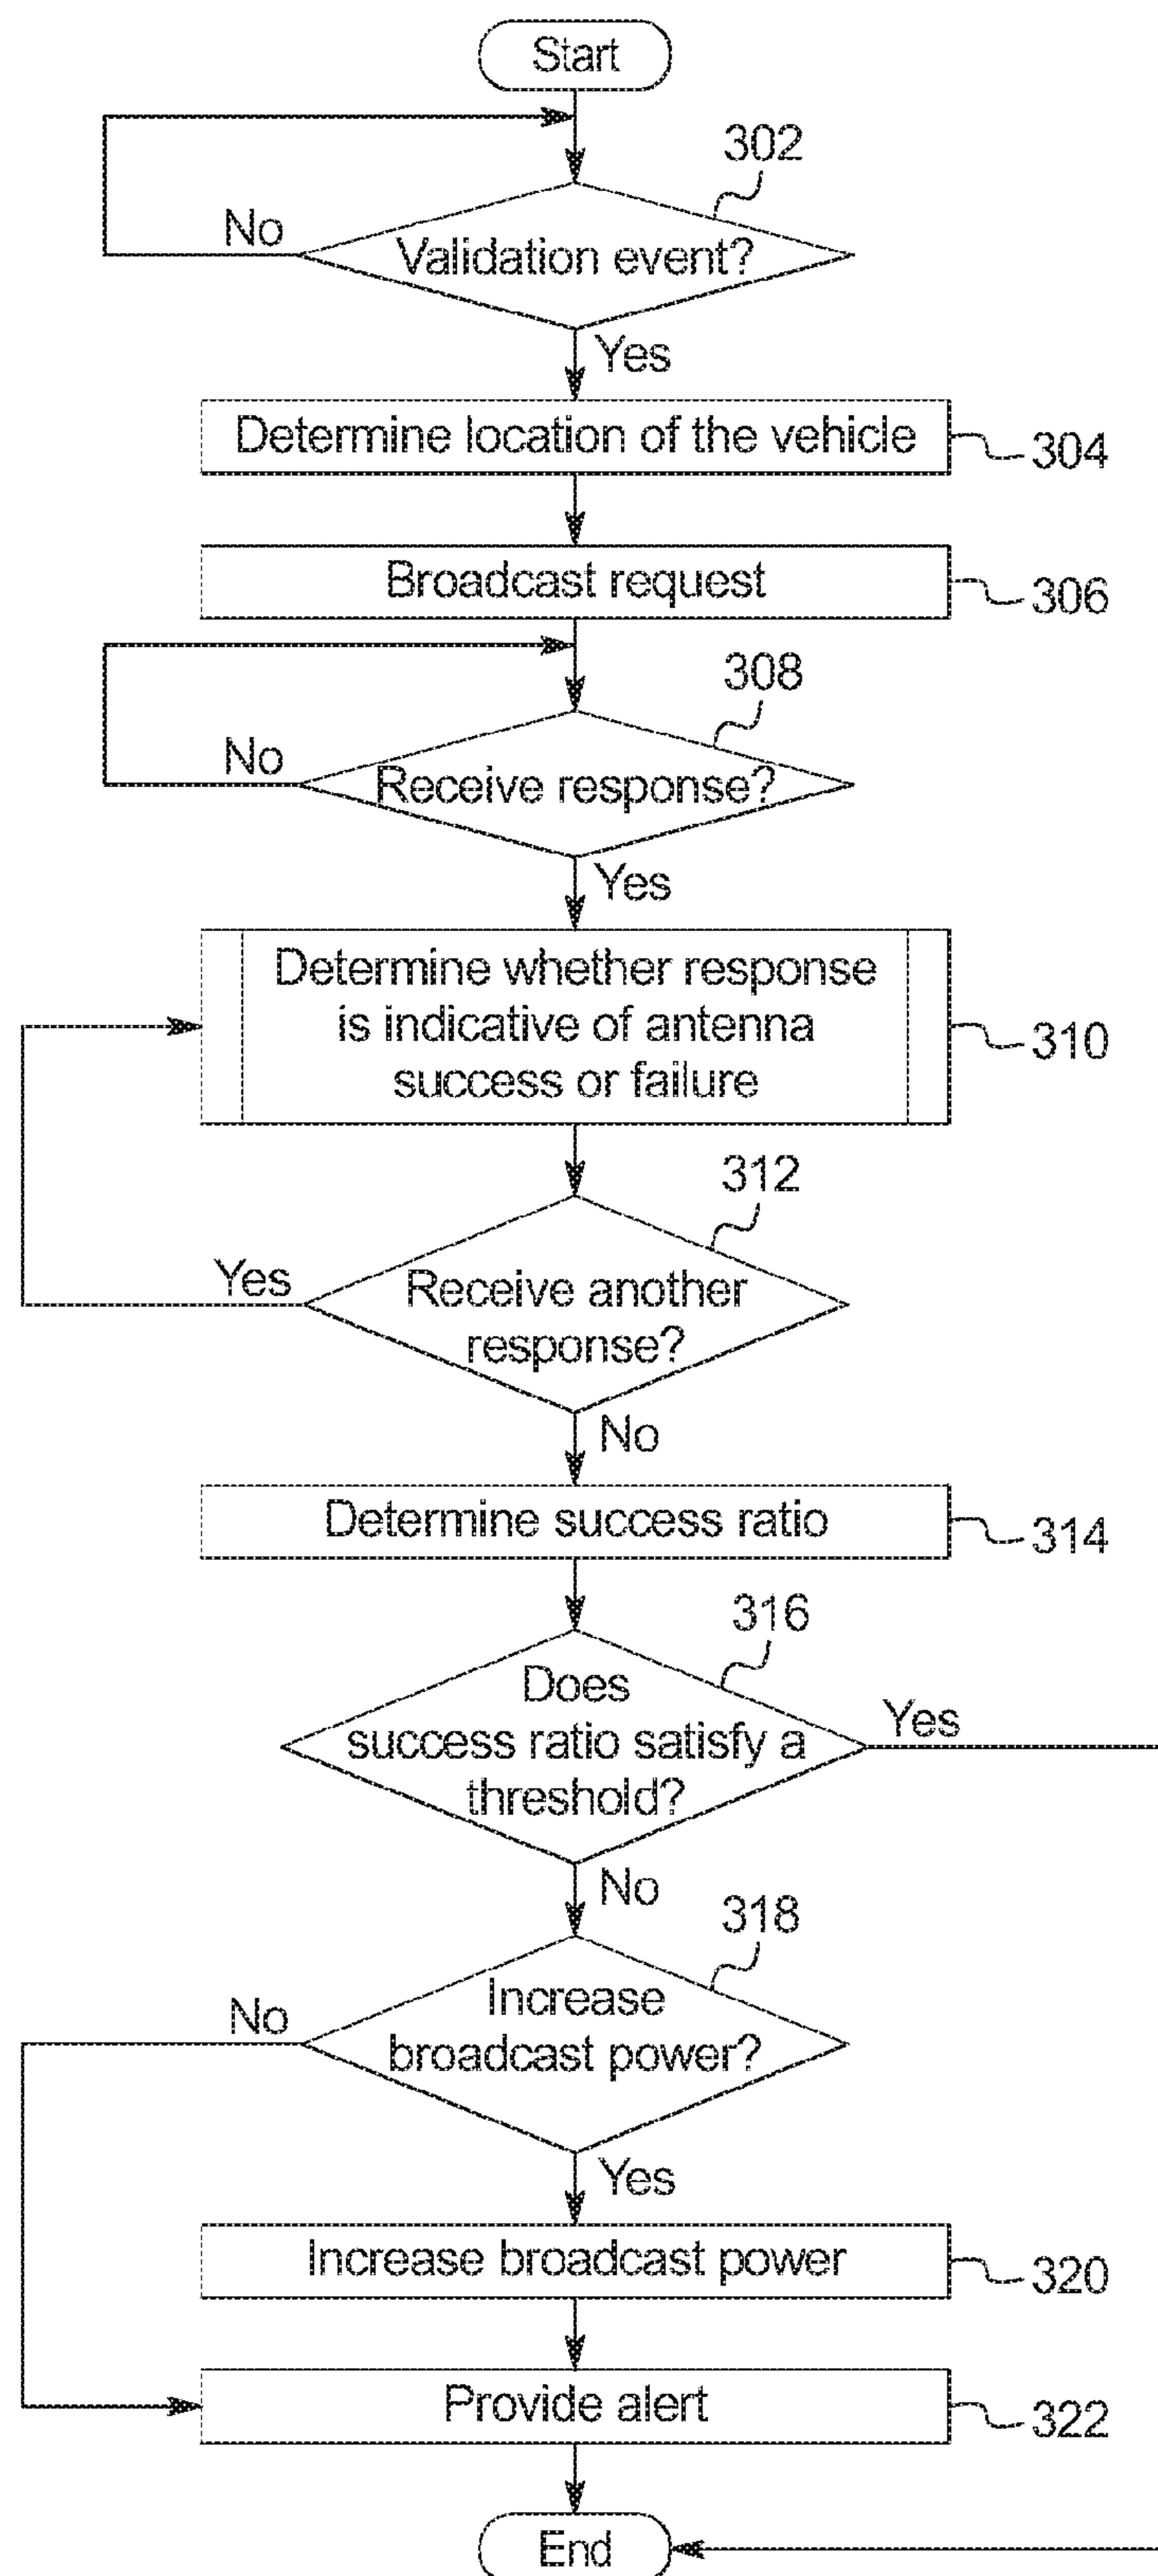 Start
302
No
Validation event?
Yes
Determine location of the vehicle
304
Broadcast request
306
308
No
Receive response?
Yes
Determine whether response
is indicative of antenna
success or failure
310
312
Yes
Receive another
response?
No
Determine success ratio
314
316
Does
success ratio satisfy a
threshold?
Yes
No
318
Increase
broadcast power?
No
Yes
Increase broadcast power
320
Provide alert
322
End